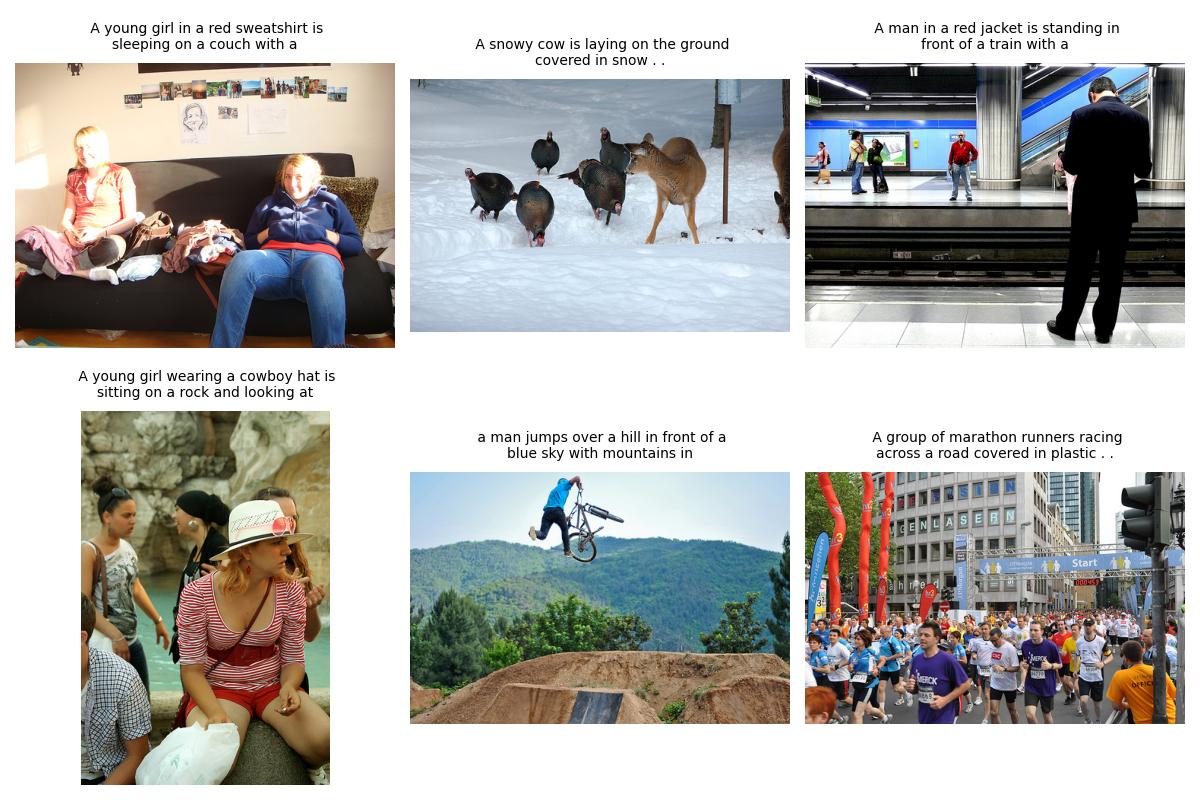 A young girl in a red sweatshirt is
sleeping on a couch with a
A snowy cow is laying on the ground
covered in snow . .
A man in a red jacket is standing in
front of a train with a
A young girl wearing a cowboy hat is
sitting on a rock and looking at
a man jumps over a hill in front of a
blue sky with mountains in
A group of marathon runners racing
across a road covered in plastic . .
ENLASERN
Start
hr3
MERCK
MERCK
OFFIC